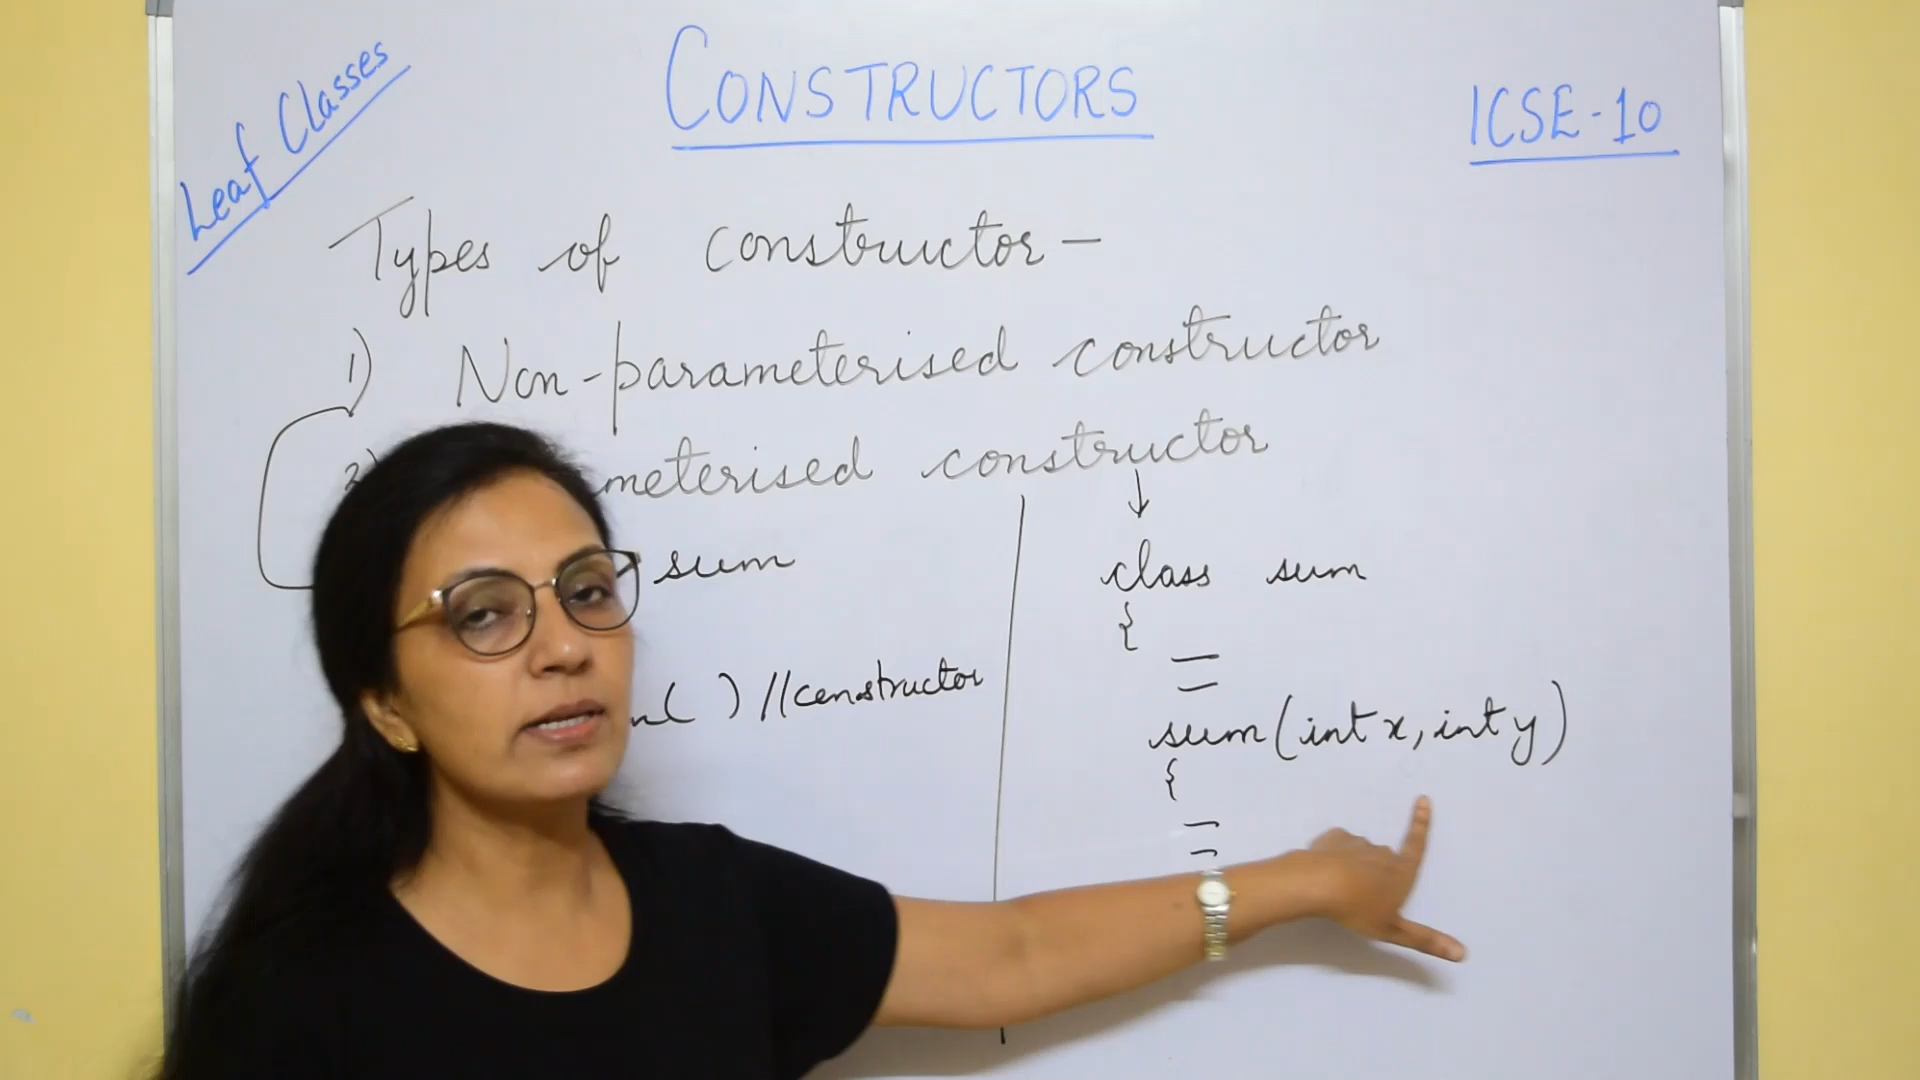 Leaf Classes
CONSTRUCTORS
ICSE-10
Types of constructor -
1) Non-parameterised constructor
2) meterised constructor
sum
( ) //constructor
↓
class sum
{
sum(int x, int y)
{